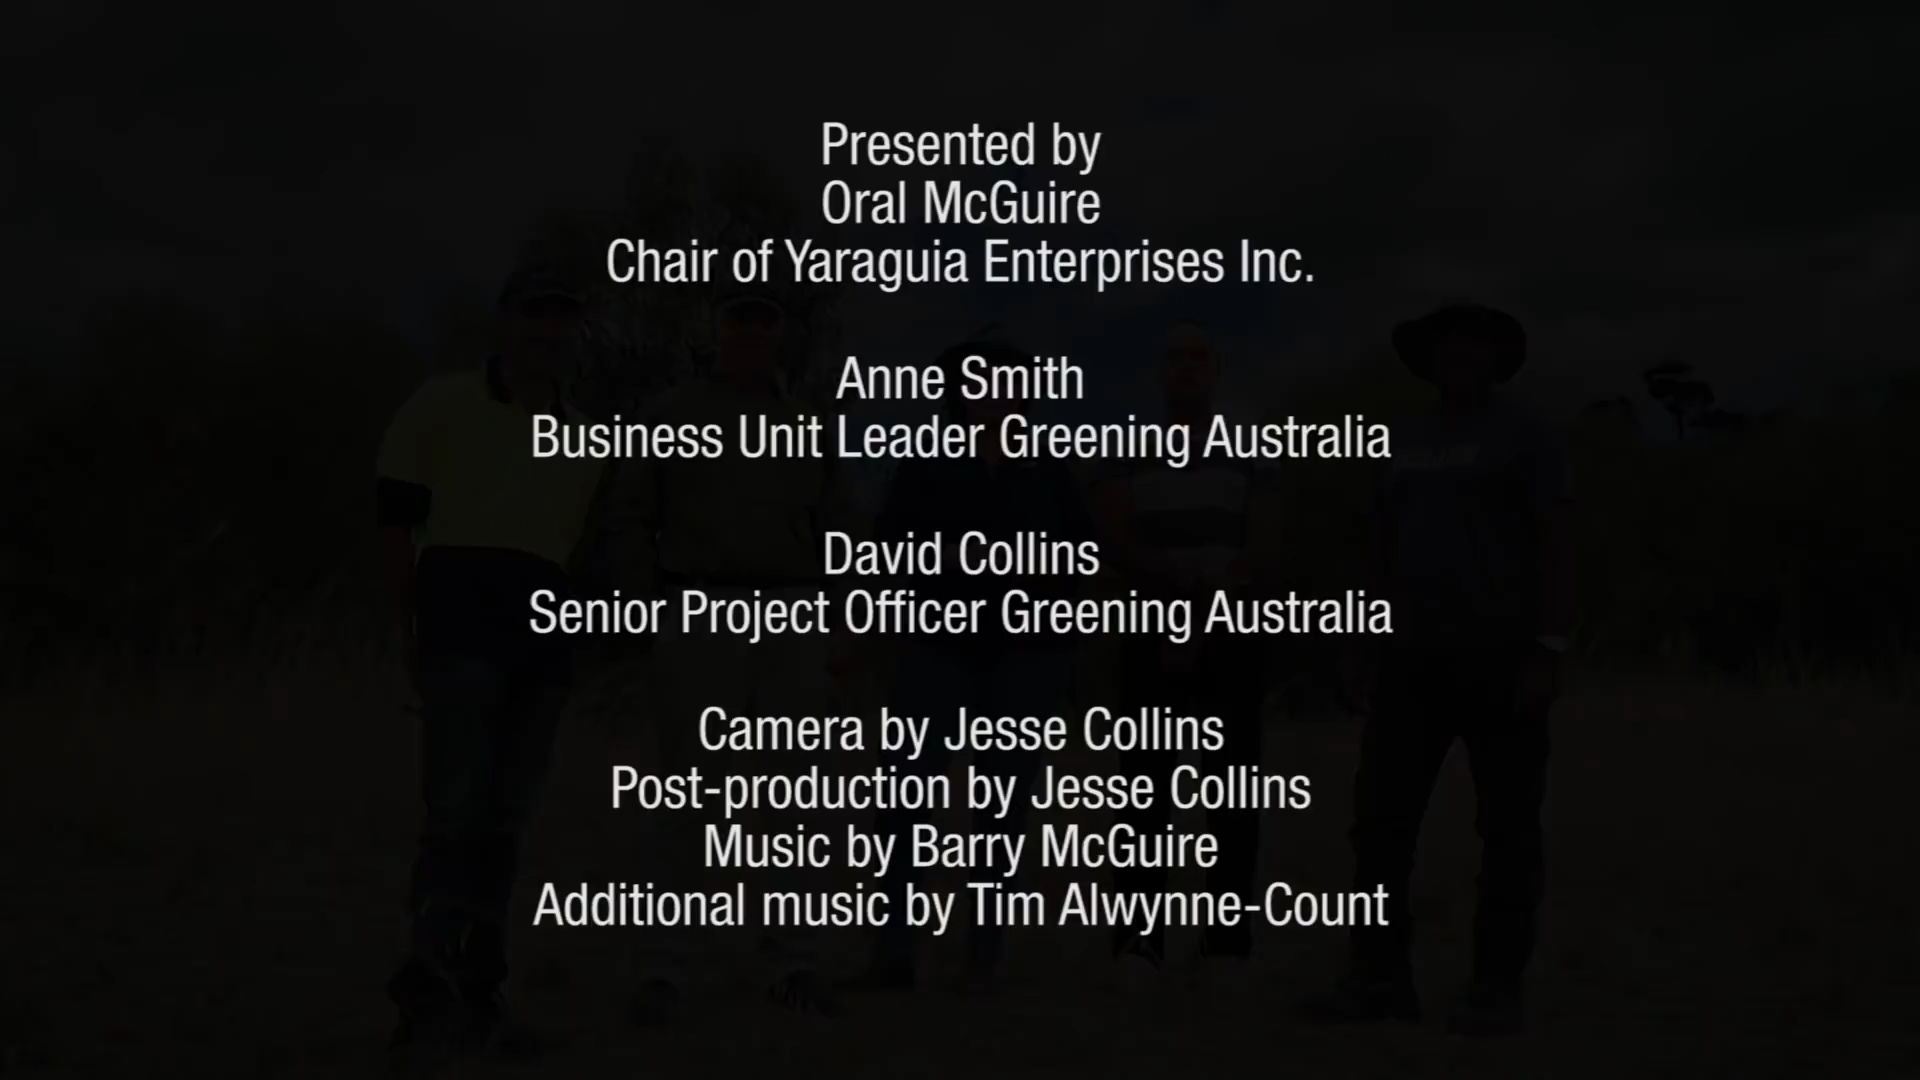 Presented by
Oral McGuire
Chair of Yaraguia Enterprises Inc.
Anne Smith
Business Unit Leader Greening Australia
David Collins
Senior Project Officer Greening Australia
Camera by Jesse Collins
Post-production by Jesse Collins
Music by Barry McGuire
Additional music by Tim Alwynne-Count